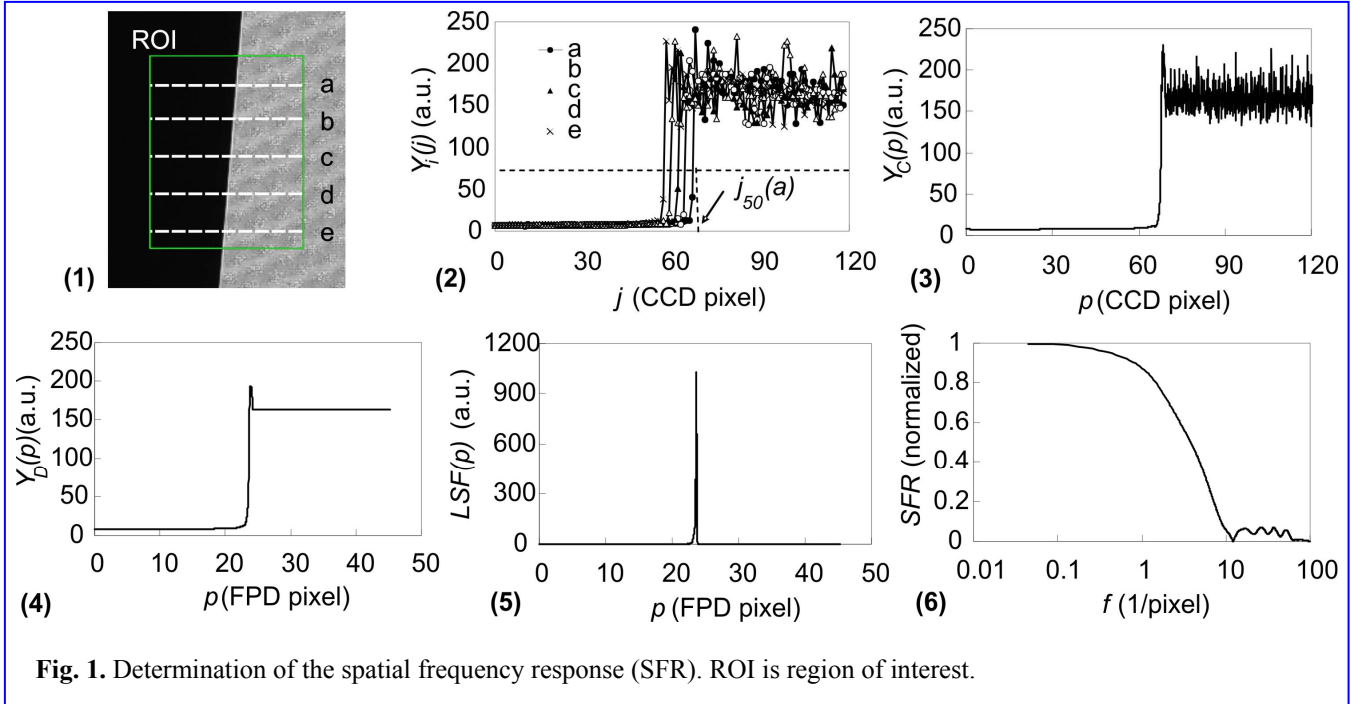 ROI
a
b
c
d
e
(1)
250
200
150
100
50
0
Y_i(j) (a.u.)
a
b
c
d
e
j_50(a)
0 30 60 90 120
j (CCD pixel)
(2)
250
200
150
100
50
0
Y_C(p)(a.u.)
0 30 60 90 120
p (CCD pixel)
(3)
250
200
150
100
50
0
Y_D(p)(a.u.)
0 10 20 30 40 50
p (FPD pixel)
(4)
1200
900
600
300
0
LSF(p) (a.u.)
0 10 20 30 40 50
p (FPD pixel)
(5)
1
0.8
0.6
0.4
0.2
0
SFR (normalized)
0.01 0.1 1 10 100
f (1/pixel)
(6)
Fig. 1. Determination of the spatial frequency response (SFR). ROI is region of interest.